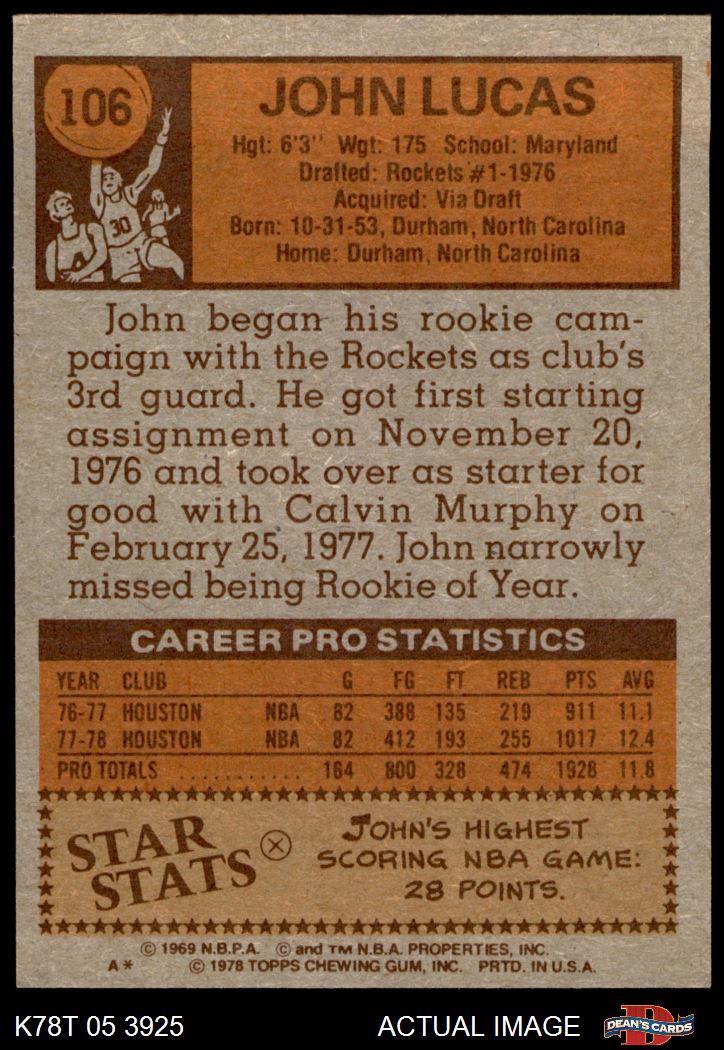 106
JOHN LUCAS
Hgt: 6'3" Wgt: 175 School: Maryland
Drafted: Rockets #1-1976
Acquired: Via Draft
Born: 10-31-53, Durham, North Carolina
Home: Durham, North Carolina
30
John began his rookie cam-
paign with the Rockets as club's
3rd guard. He got first starting
assignment on November 20,
1976 and took over as starter for
good with Calvin Murphy on
February 25, 1977. John narrowly
missed being Rookie of Year.
CAREER PRO STATISTICS
YEAR CLUB G FG FT REB PTS AVG
76-77 HOUSTON NBA 82 388 135 219 911 11.1
77-78 HOUSTON NBA 82 412 193 255 1017 12.4
PRO TOTALS ........... 164 800 328 474 1928 11.8
STAR
STATS
JOHN'S HIGHEST
SCORING NBA GAME:
28 POINTS.
© 1969 N.B.P.A. © and TM N.B.A. PROPERTIES, INC.
A* © 1978 TOPPS CHEWING GUM, INC. PRTD. IN U.S.A.
K78T 05 3925 ACTUAL IMAGE D DEAN'S CARDS